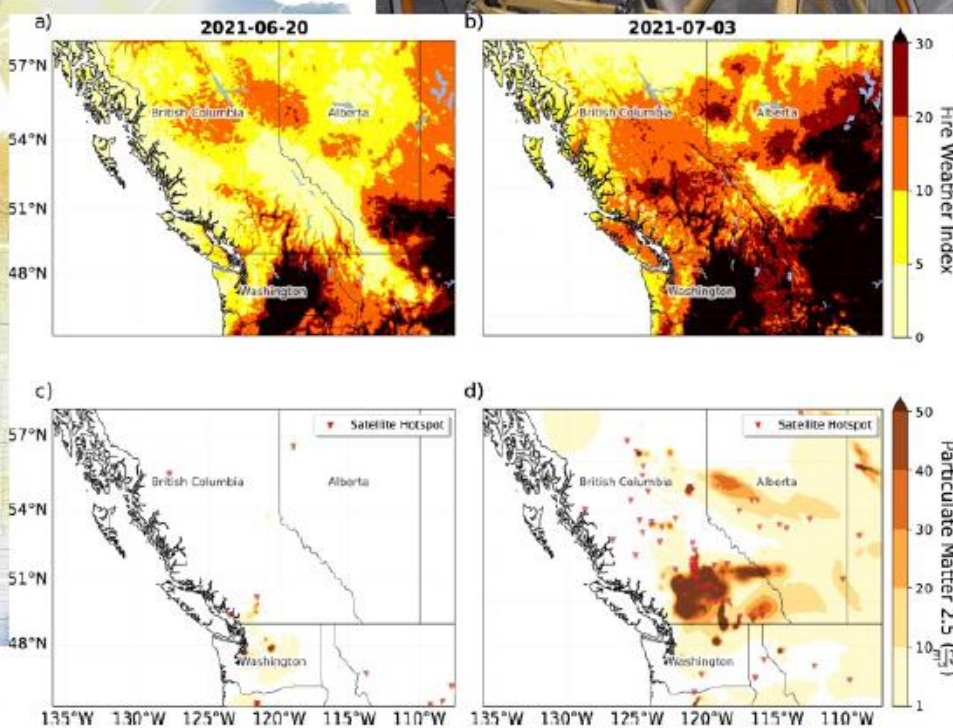 a)
2021-06-20
b)
2021-07-03
57°N
54°N
51°N
48°N
British Columbia
Alberta
Washington
British Columbia
Alberta
Washington
30
20
10
5
0
Fire Weather Index
c)
d)
Satellite Hotspot
Satellite Hotspot
57°N
54°N
51°N
48°N
British Columbia
Alberta
Washington
British Columbia
Alberta
Washington
50
40
30
20
10
1
Particulate Matter 2.5
135°W 130°W 125°W 120°W 115°W 110°W
135°W 130°W 125°W 120°W 115°W 110°W